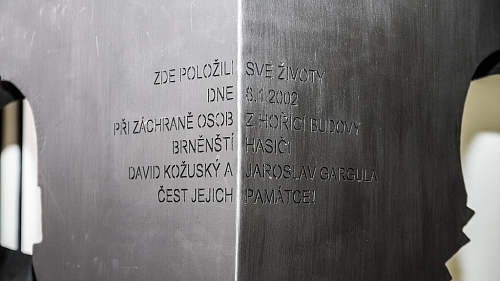 ZDE POLOŽILI SVÉ ŽIVOTY
DNE 8.1.2002
PŘI ZÁCHRANĚ OSOB Z HOŘÍCÍ BUDOVY
BRNĚNŠTÍ HASIČI
DAVID KOŽUSKÝ A JAROSLAV GARGULA
ČEST JEJICH PAMÁTCE!